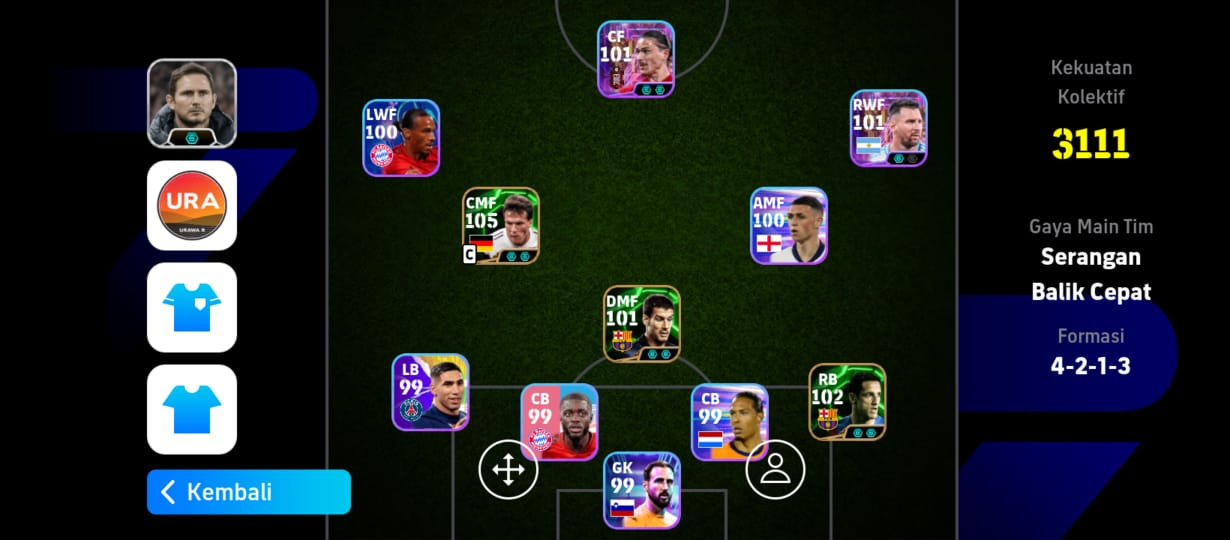 CF
101
LWF
100
RWF
101
CMF
105
C
AMF
100
DMF
101
LB
99
CB
99
CB
99
RB
102
GK
99
URA
URAWA R
Kembali
Kekuatan
Kolektif
3111
Gaya Main Tim
Serangan
Balik Cepat
Formasi
4-2-1-3